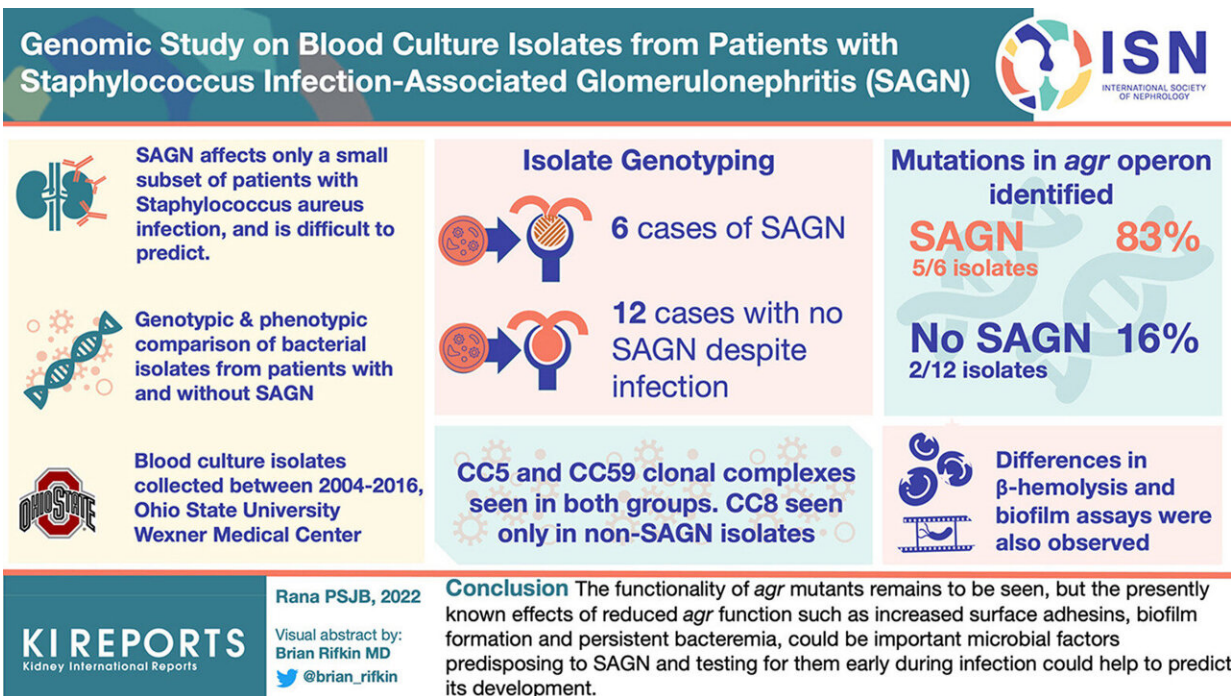 Genomic Study on Blood Culture Isolates from Patients with
Staphylococcus Infection-Associated Glomerulonephritis (SAGN)
ISN
INTERNATIONAL SOCIETY
OF NEPHROLOGY
SAGN affects only a small
subset of patients with
Staphylococcus aureus
infection, and is difficult to
predict.
Genotypic & phenotypic
comparison of bacterial
isolates from patients with
and without SAGN
OHIO STATE
Blood culture isolates
collected between 2004-2016,
Ohio State University
Wexner Medical Center
Isolate Genotyping
6 cases of SAGN
12 cases with no
SAGN despite
infection
CC5 and CC59 clonal complexes
seen in both groups. CC8 seen
only in non-SAGN isolates
Mutations in agr operon
identified
SAGN 83%
5/6 isolates
No SAGN 16%
2/12 isolates
Differences in
β-hemolysis and
biofilm assays were
also observed
KI REPORTS
Kidney International Reports
Rana PSJB, 2022
Visual abstract by:
Brian Rifkin MD
@brian_rifkin
Conclusion The functionality of agr mutants remains to be seen, but the presently
known effects of reduced agr function such as increased surface adhesins, biofilm
formation and persistent bacteremia, could be important microbial factors
predisposing to SAGN and testing for them early during infection could help to predict
its development.